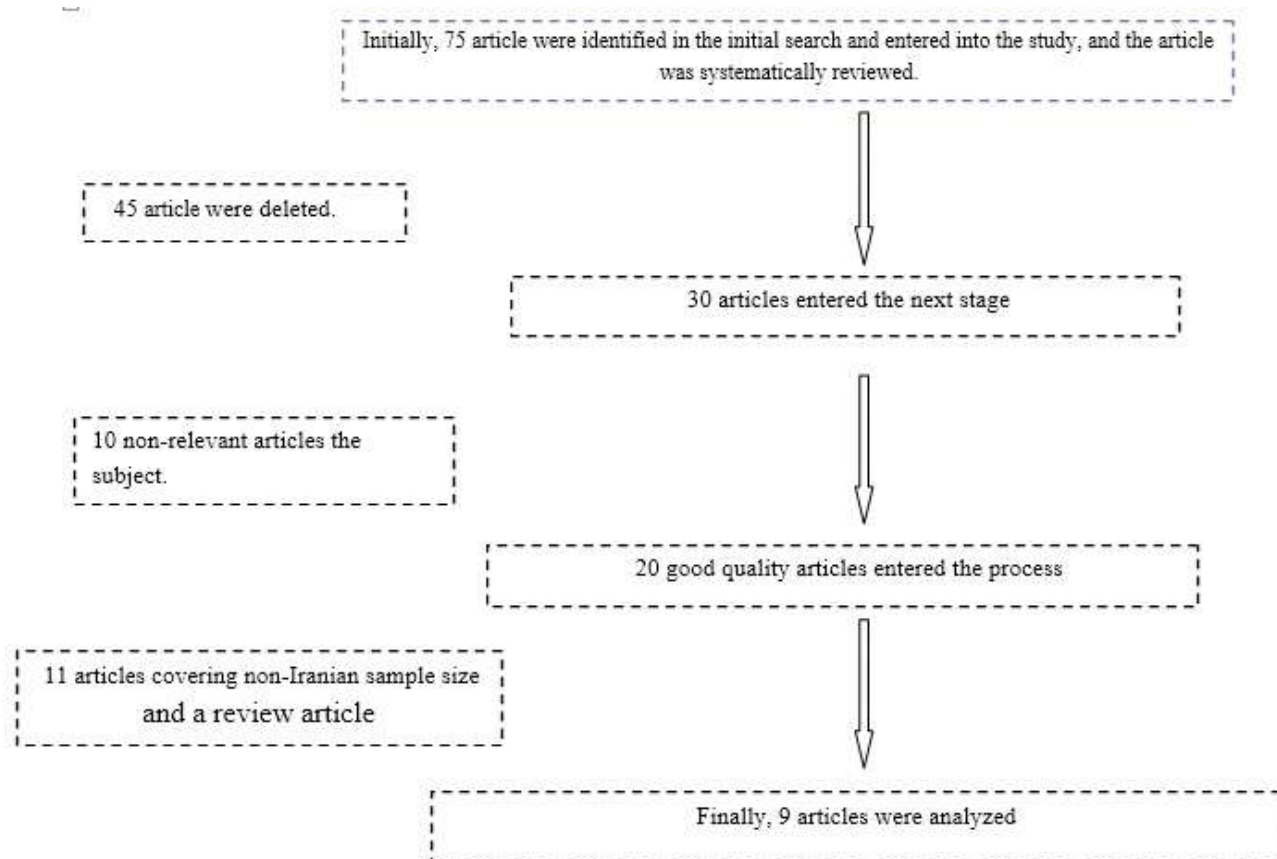 Initially, 75 article were identified in the initial search and entered into the study, and the article
was systematically reviewed.
45 article were deleted.
30 articles entered the next stage
10 non-relevant articles the
subject.
20 good quality articles entered the process
11 articles covering non-Iranian sample size
and a review article
Finally, 9 articles were analyzed